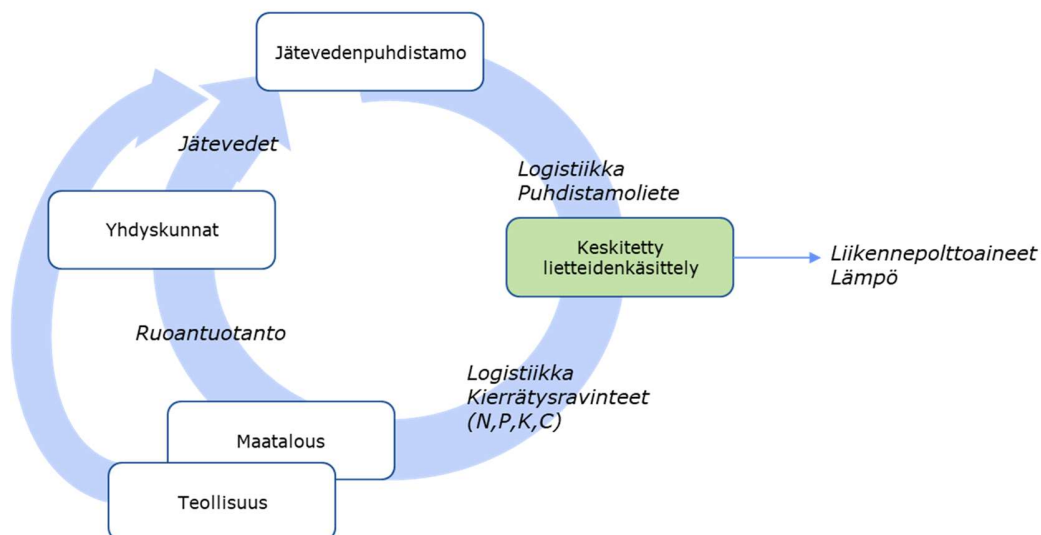 Jätevedenpuhdistamo
Jätevedet
Logistiikka
Puhdistamoliete
Yhdyskunnat
Keskitetty
lietteidenkäsittely
Liikennepolttoaineet
Lämpö
Ruoantuotanto
Logistiikka
Kierrätysravinteet
(N,P,K,C)
Maatalous
Teollisuus